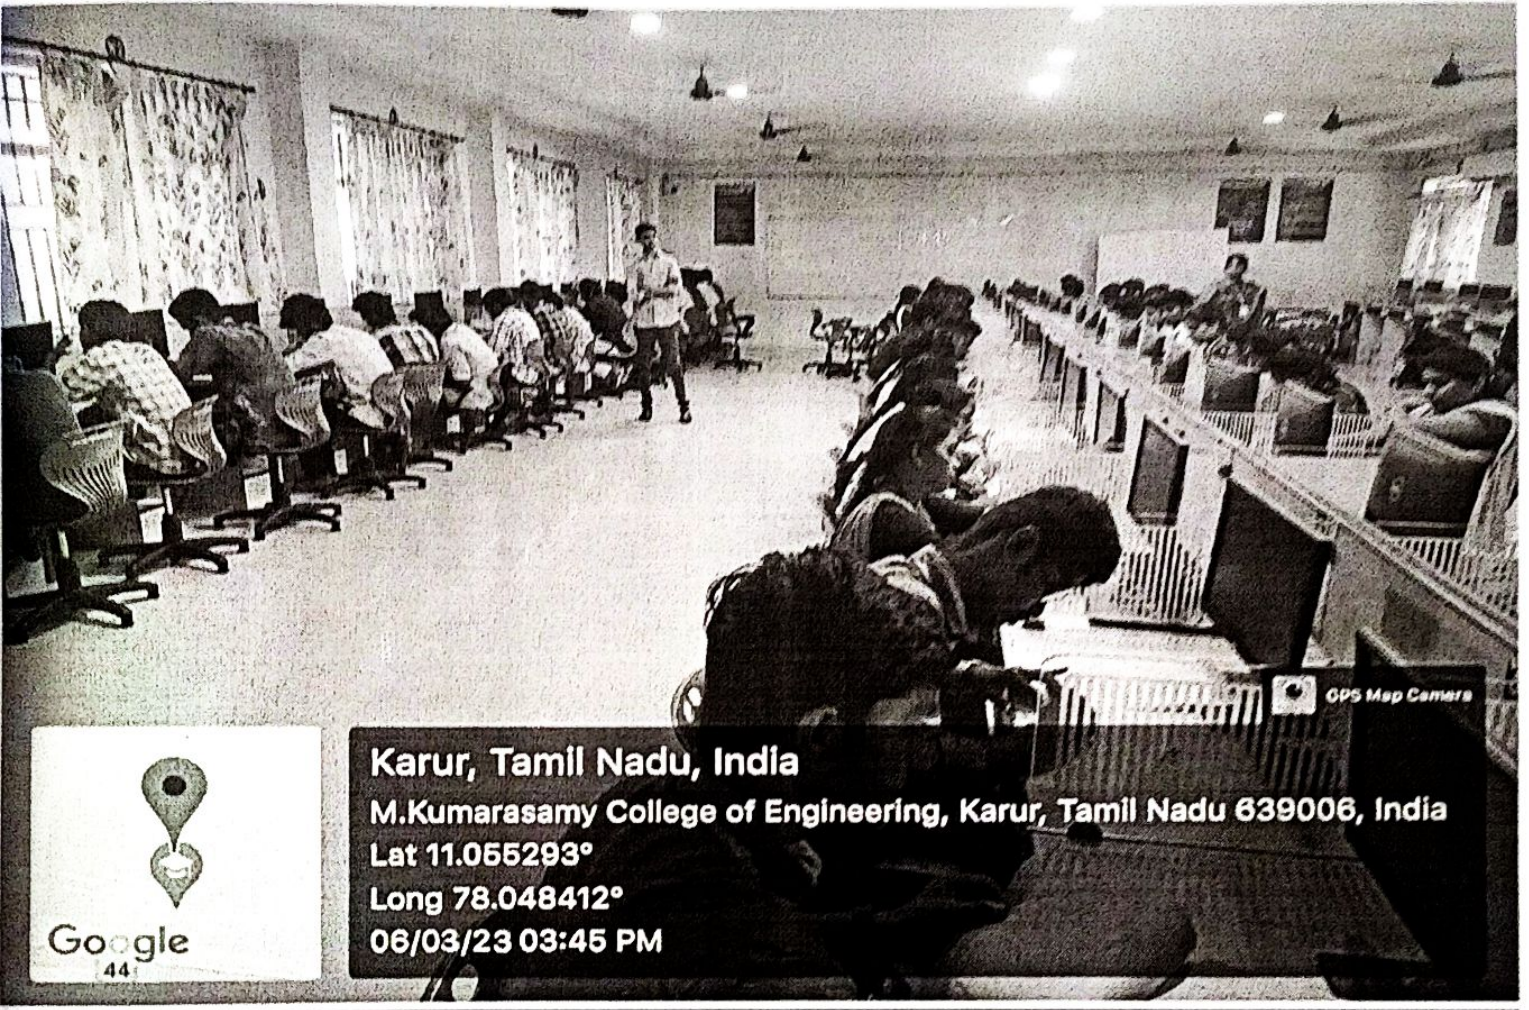 GPS Map Camera
Karur, Tamil Nadu, India
M.Kumarasamy College of Engineering, Karur, Tamil Nadu 639006, India
Lat 11.055293°
Long 78.048412°
06/03/23 03:45 PM
Google
44